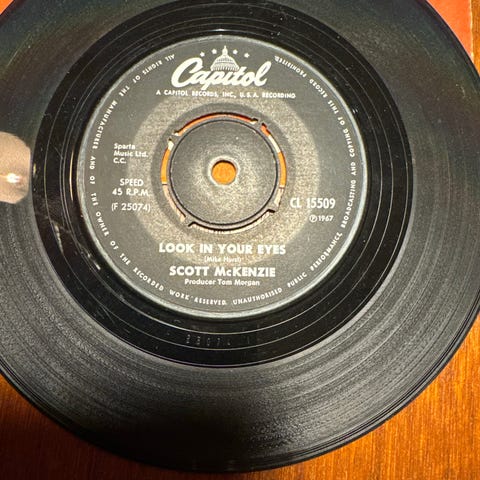 ALL RIGHTS OF THE MANUFACTURER AND OF THE OWNER OF THE RECORDED WORK RESERVED. UNAUTHORISED PUBLIC PERFORMANCE BROADCASTING AND COPYING OF THIS RECORD PROHIBITED
Capitol
A CAPITOL RECORDS, INC., U.S.A. RECORDING
Sparta
Music Ltd.
C.C.
SPEED
45 R.P.M.
(F 25074)
CL 15509
Ⓟ1967
LOOK IN YOUR EYES
(Mike Hurst)
SCOTT McKENZIE
Producer Tom Morgan